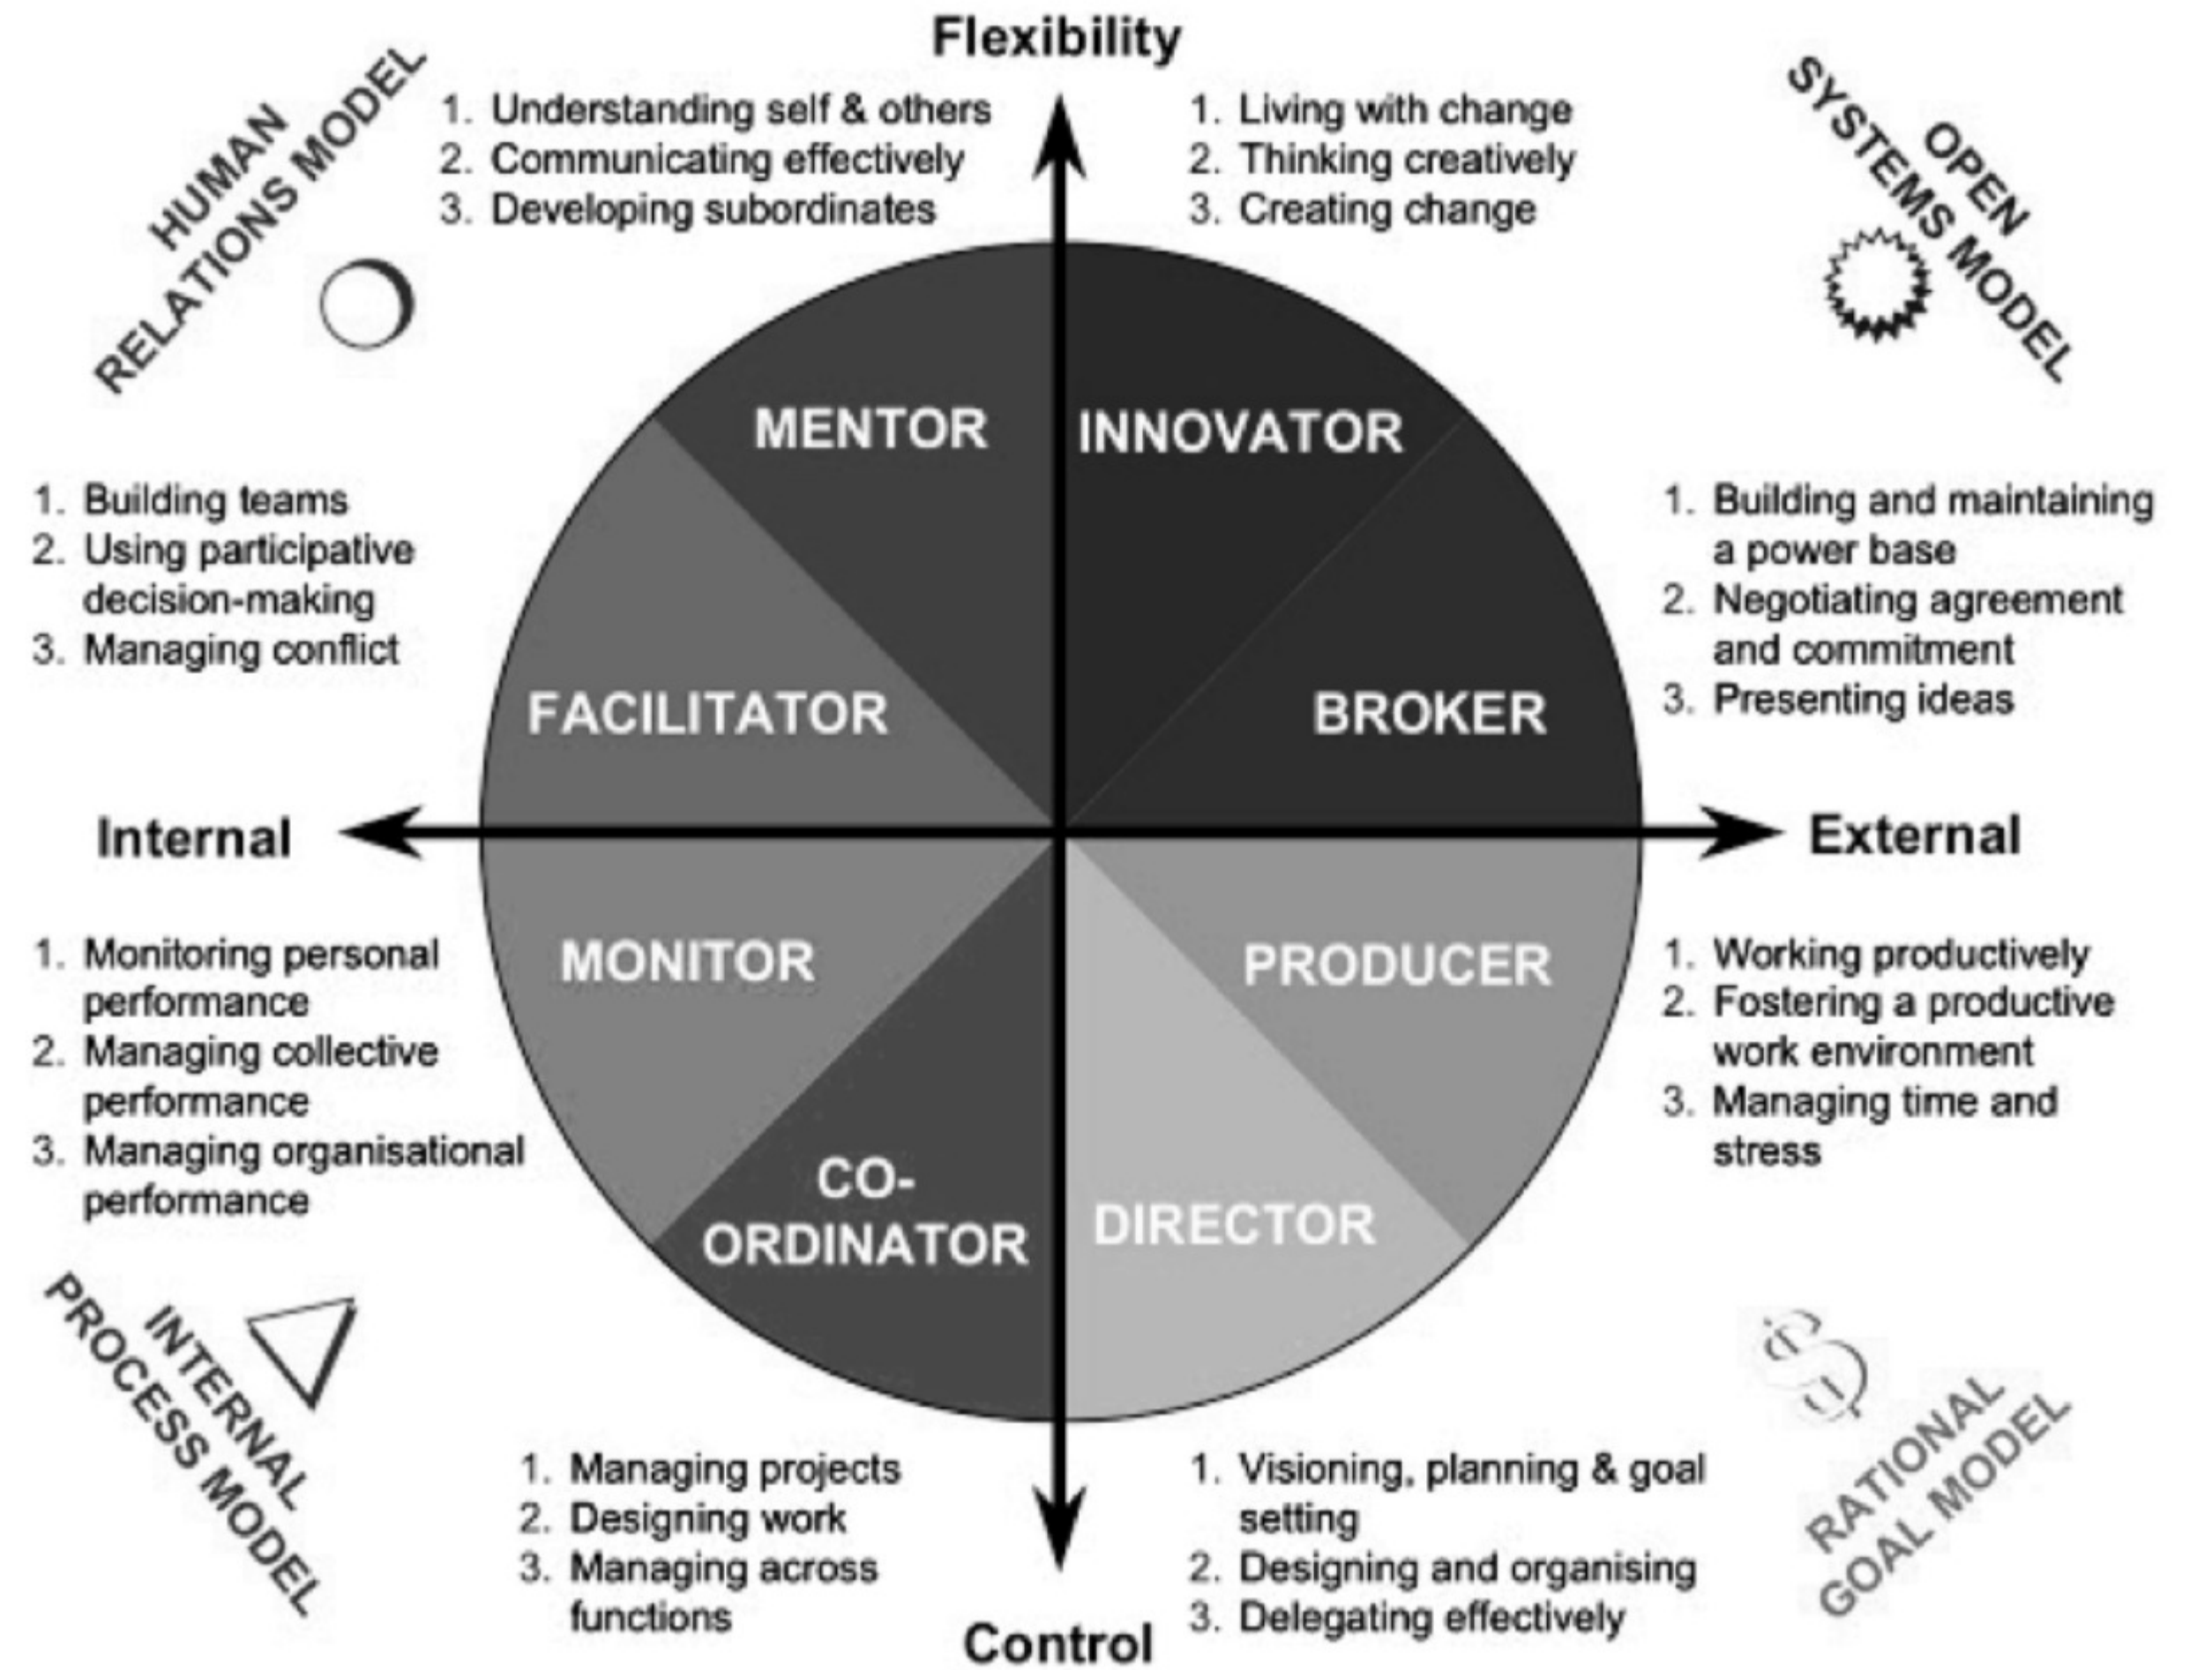 Flexibility
HUMAN
RELATIONS MODEL
1. Understanding self & others
2. Communicating effectively
3. Developing subordinates
1. Living with change
2. Thinking creatively
3. Creating change
OPEN
SYSTEMS MODEL
MENTOR
INNOVATOR
1. Building teams
2. Using participative
decision-making
3. Managing conflict
FACILITATOR
BROKER
1. Building and maintaining
a power base
2. Negotiating agreement
and commitment
3. Presenting ideas
Internal
External
1. Monitoring personal
performance
2. Managing collective
performance
3. Managing organisational
performance
MONITOR
PRODUCER
1. Working productively
2. Fostering a productive
work environment
3. Managing time and
stress
CO-
ORDINATOR
DIRECTOR
INTERNAL
PROCESS MODEL
1. Managing projects
2. Designing work
3. Managing across
functions
Control
1. Visioning, planning & goal
setting
2. Designing and organising
3. Delegating effectively
$
RATIONAL
GOAL MODEL